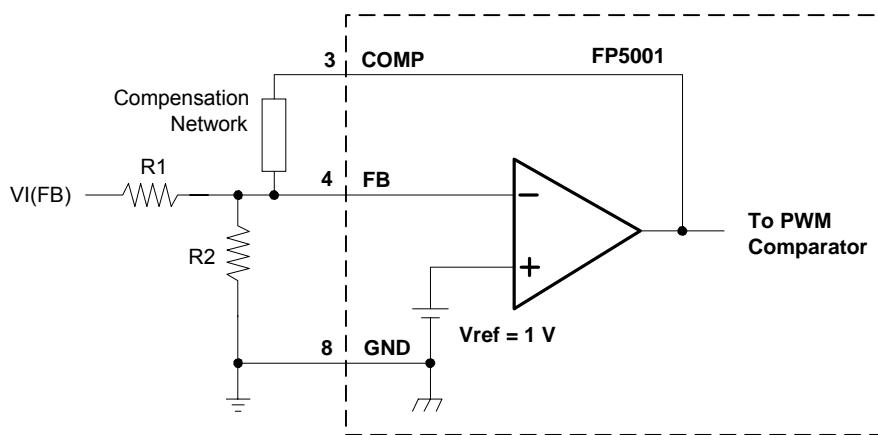 3 COMP FP5001
Compensation
Network
R1
VI(FB)
4 FB
−
R2
+
To PWM
Comparator
Vref = 1 V
8 GND